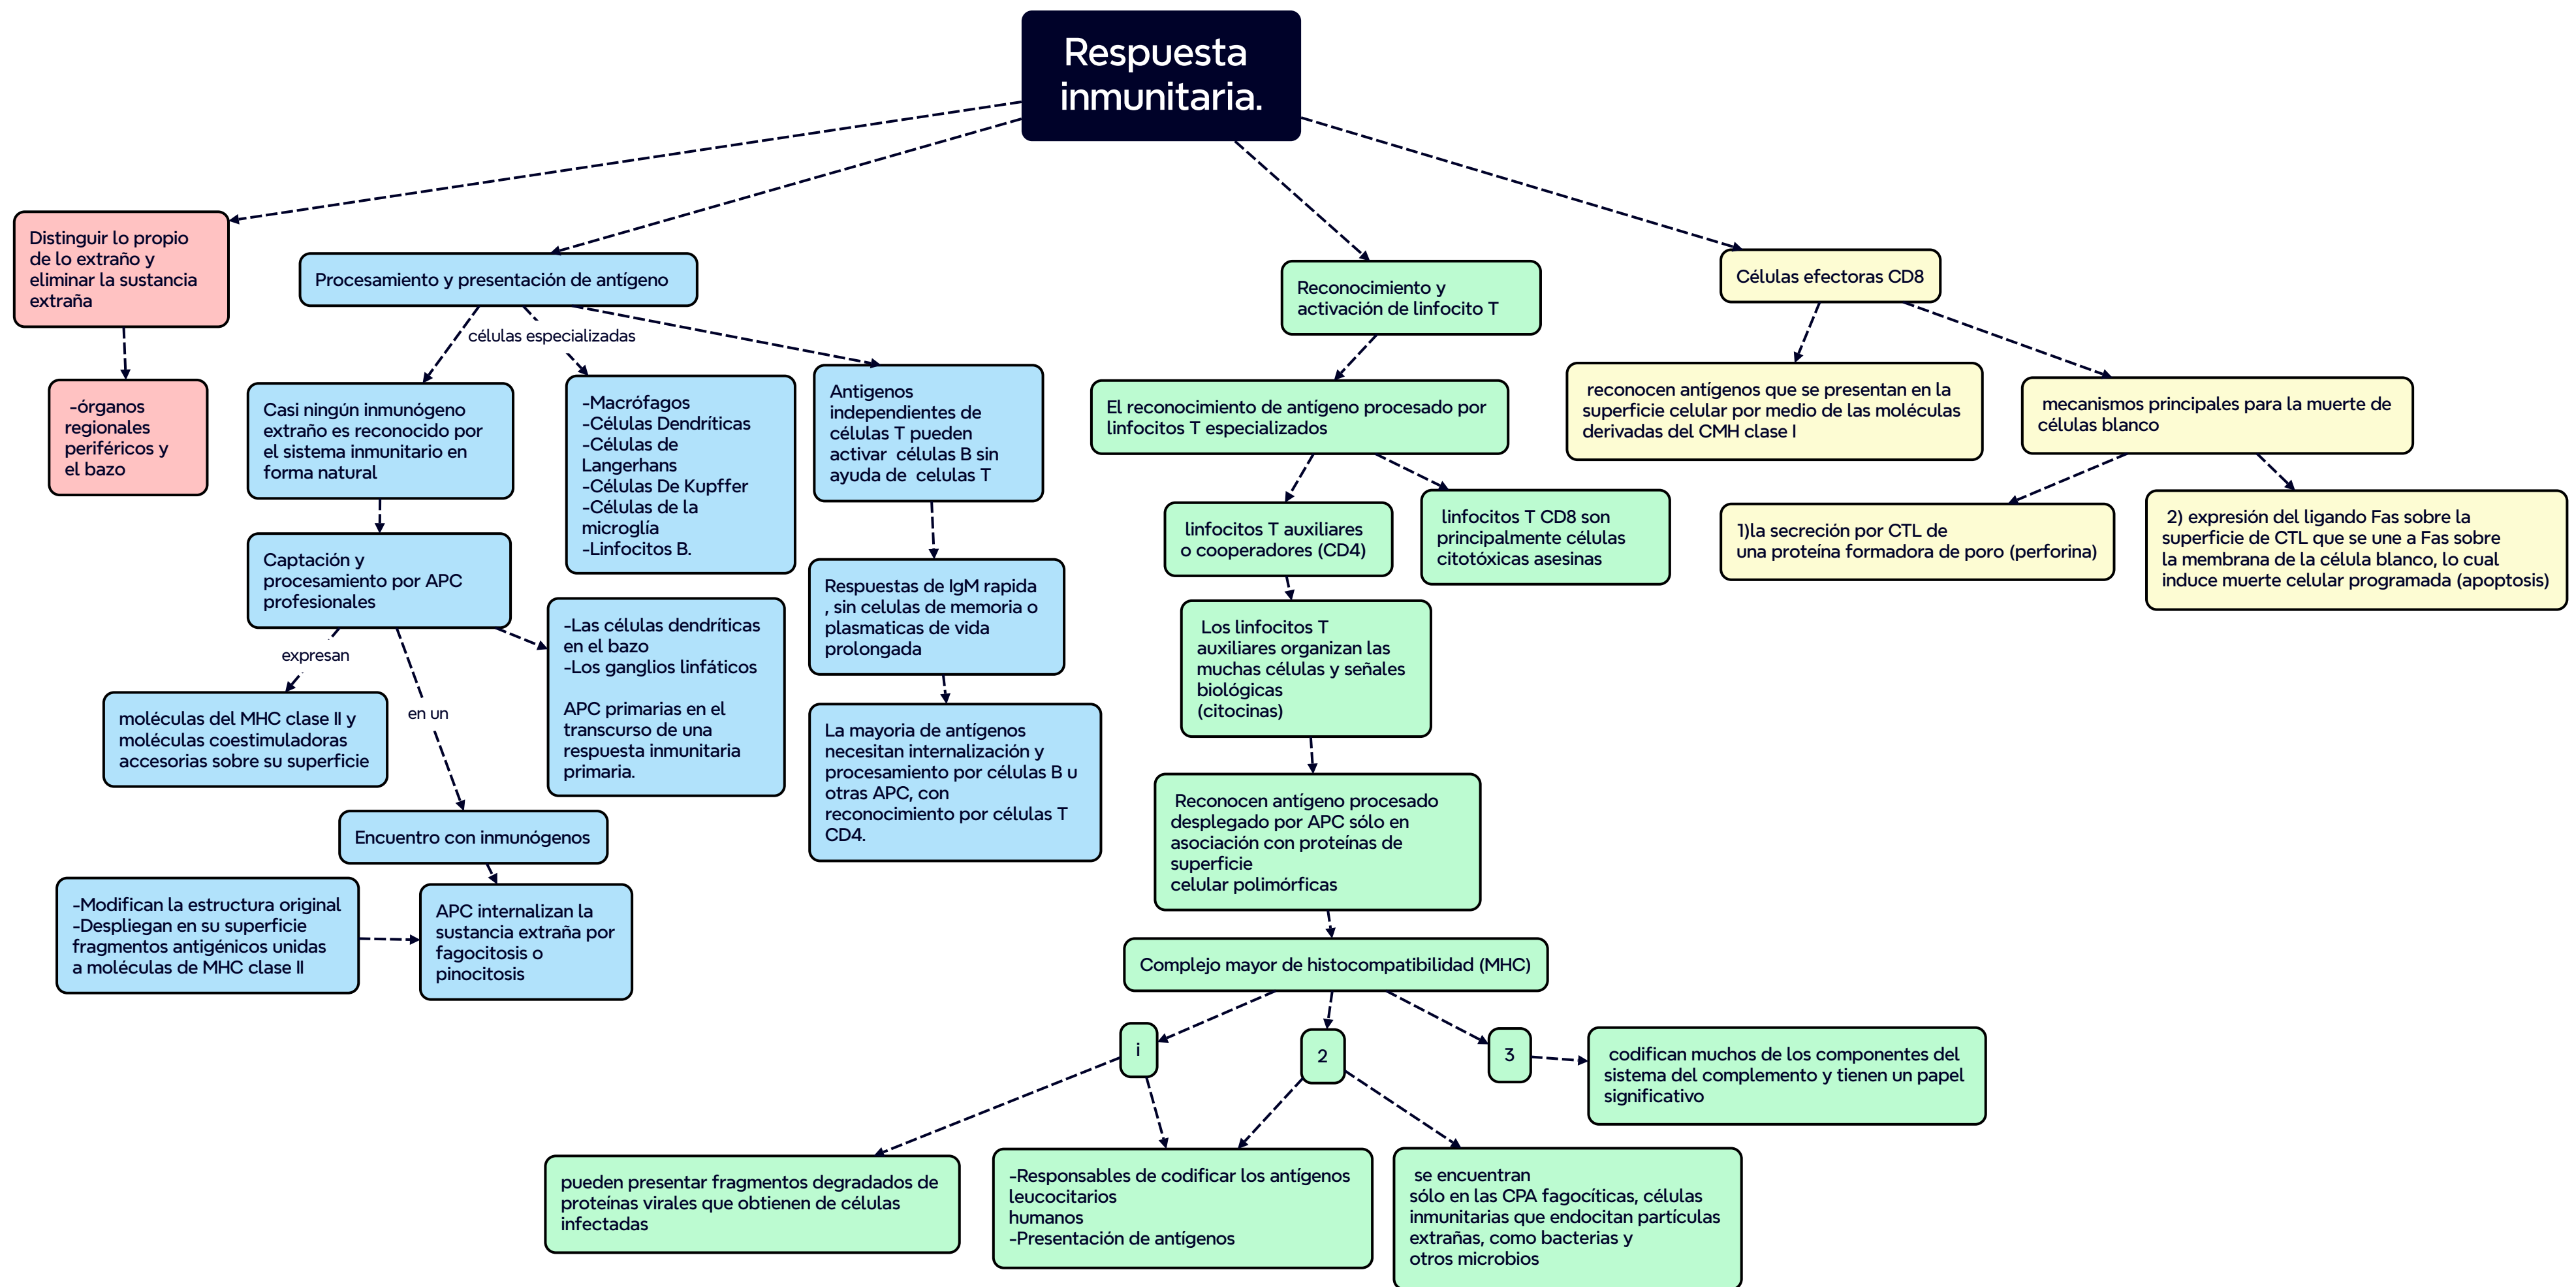 Respuesta
inmunitaria.
Distinguir lo propio
de lo extraño y
eliminar la sustancia
extraña
-órganos
regionales
periféricos y
el bazo
Procesamiento y presentación de antígeno
células especializadas
Casi ningún inmunógeno
extraño es reconocido por
el sistema inmunitario en
forma natural
-Macrófagos
-Células Dendríticas
-Células de
Langerhans
-Células De Kupffer
-Células de la
microglía
-Linfocitos B.
Antigenos
independientes de
células T pueden
activar  células B sin
ayuda de  celulas T
Captación y
procesamiento por APC
profesionales
expresan
en un
moléculas del MHC clase II y
moléculas coestimuladoras
accesorias sobre su superficie
-Las células dendríticas
en el bazo
-Los ganglios linfáticos
APC primarias en el
transcurso de una
respuesta inmunitaria
primaria.
Encuentro con inmunógenos
-Modifican la estructura original
-Despliegan en su superficie
fragmentos antigénicos unidas
a moléculas de MHC clase II
APC internalizan la
sustancia extraña por
fagocitosis o
pinocitosis
Respuestas de IgM rapida
, sin celulas de memoria o
plasmaticas de vida
prolongada
La mayoria de antígenos
necesitan internalización y
procesamiento por células B u
otras APC, con
reconocimiento por células T
CD4.
Reconocimiento y
activación de linfocito T
El reconocimiento de antígeno procesado por
linfocitos T especializados
linfocitos T auxiliares
o cooperadores (CD4)
linfocitos T CD8 son
principalmente células
citotóxicas asesinas
Los linfocitos T
auxiliares organizan las
muchas células y señales
biológicas
(citocinas)
Reconocen antígeno procesado
desplegado por APC sólo en
asociación con proteínas de
superficie
celular polimórficas
Complejo mayor de histocompatibilidad (MHC)
i
2
3
codifican muchos de los componentes del
sistema del complemento y tienen un papel
significativo
pueden presentar fragmentos degradados de
proteínas virales que obtienen de células
infectadas
-Responsables de codificar los antígenos
leucocitarios
humanos
-Presentación de antígenos
se encuentran
sólo en las CPA fagocíticas, células
inmunitarias que endocitan partículas
extrañas, como bacterias y
otros microbios
Células efectoras CD8
reconocen antígenos que se presentan en la
superficie celular por medio de las moléculas
derivadas del CMH clase I
mecanismos principales para la muerte de
células blanco
1)la secreción por CTL de
una proteína formadora de poro (perforina)
2) expresión del ligando Fas sobre la
superficie de CTL que se une a Fas sobre
la membrana de la célula blanco, lo cual
induce muerte celular programada (apoptosis)